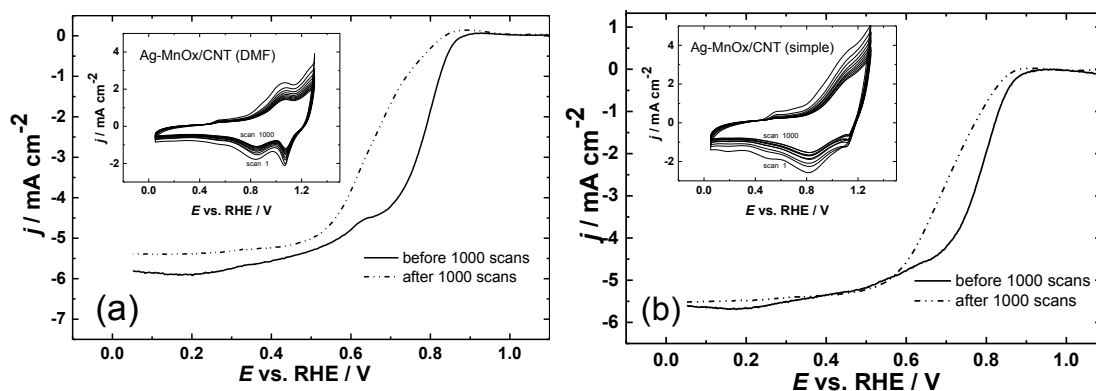 Ag-MnOx/CNT (DMF)
j / mA cm-2
4
2
0
-2
scan 1000
scan 1
0.0 0.4 0.8 1.2
E vs. RHE / V
j / mA cm-2
0
-1
-2
-3
-4
-5
-6
-7
before 1000 scans
after 1000 scans
(a)
0.0 0.2 0.4 0.6 0.8 1.0
E vs. RHE / V
Ag-MnOx/CNT (simple)
j / mA cm-2
4
2
0
-2
scan 1000
scan 1
0.0 0.4 0.8 1.2
E vs. RHE / V
j / mA cm-2
1
0
-1
-2
-3
-4
-5
-6
before 1000 scans
after 1000 scans
(b)
0.0 0.2 0.4 0.6 0.8 1.0
E vs. RHE / V